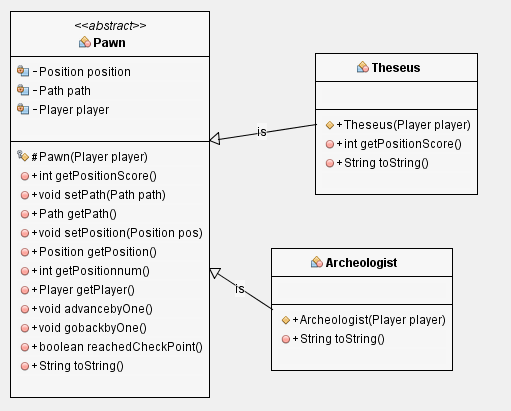 <<abstract>>
Pawn
- Position position
- Path path
- Player player
# Pawn(Player player)
+ int getPositionScore()
+ void setPath(Path path)
+ Path getPath()
+ void setPosition(Position pos)
+ Position getPosition()
+ int getPositionnum()
+ Player getPlayer()
+ void advancebyOne()
+ void gobackbyOne()
+ boolean reachedCheckPoint()
+ String toString()
is
is
Theseus
+ Theseus(Player player)
+ int getPositionScore()
+ String toString()
Archeologist
+ Archeologist(Player player)
+ String toString()